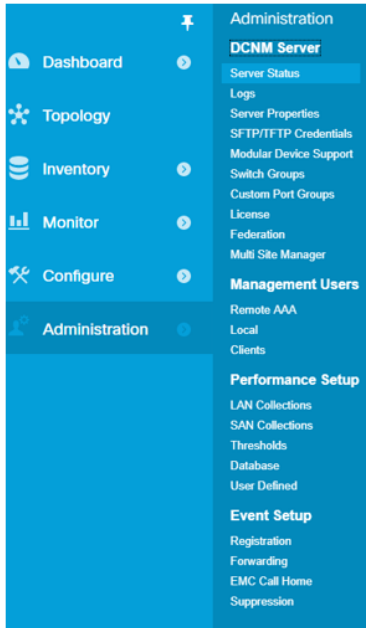 Dashboard
Topology
Inventory
Monitor
Configure
Administration
Administration
DCNM Server
Server Status
Logs
Server Properties
SFTP/TFTP Credentials
Modular Device Support
Switch Groups
Custom Port Groups
License
Federation
Multi Site Manager
Management Users
Remote AAA
Local
Clients
Performance Setup
LAN Collections
SAN Collections
Thresholds
Database
User Defined
Event Setup
Registration
Forwarding
EMC Call Home
Suppression